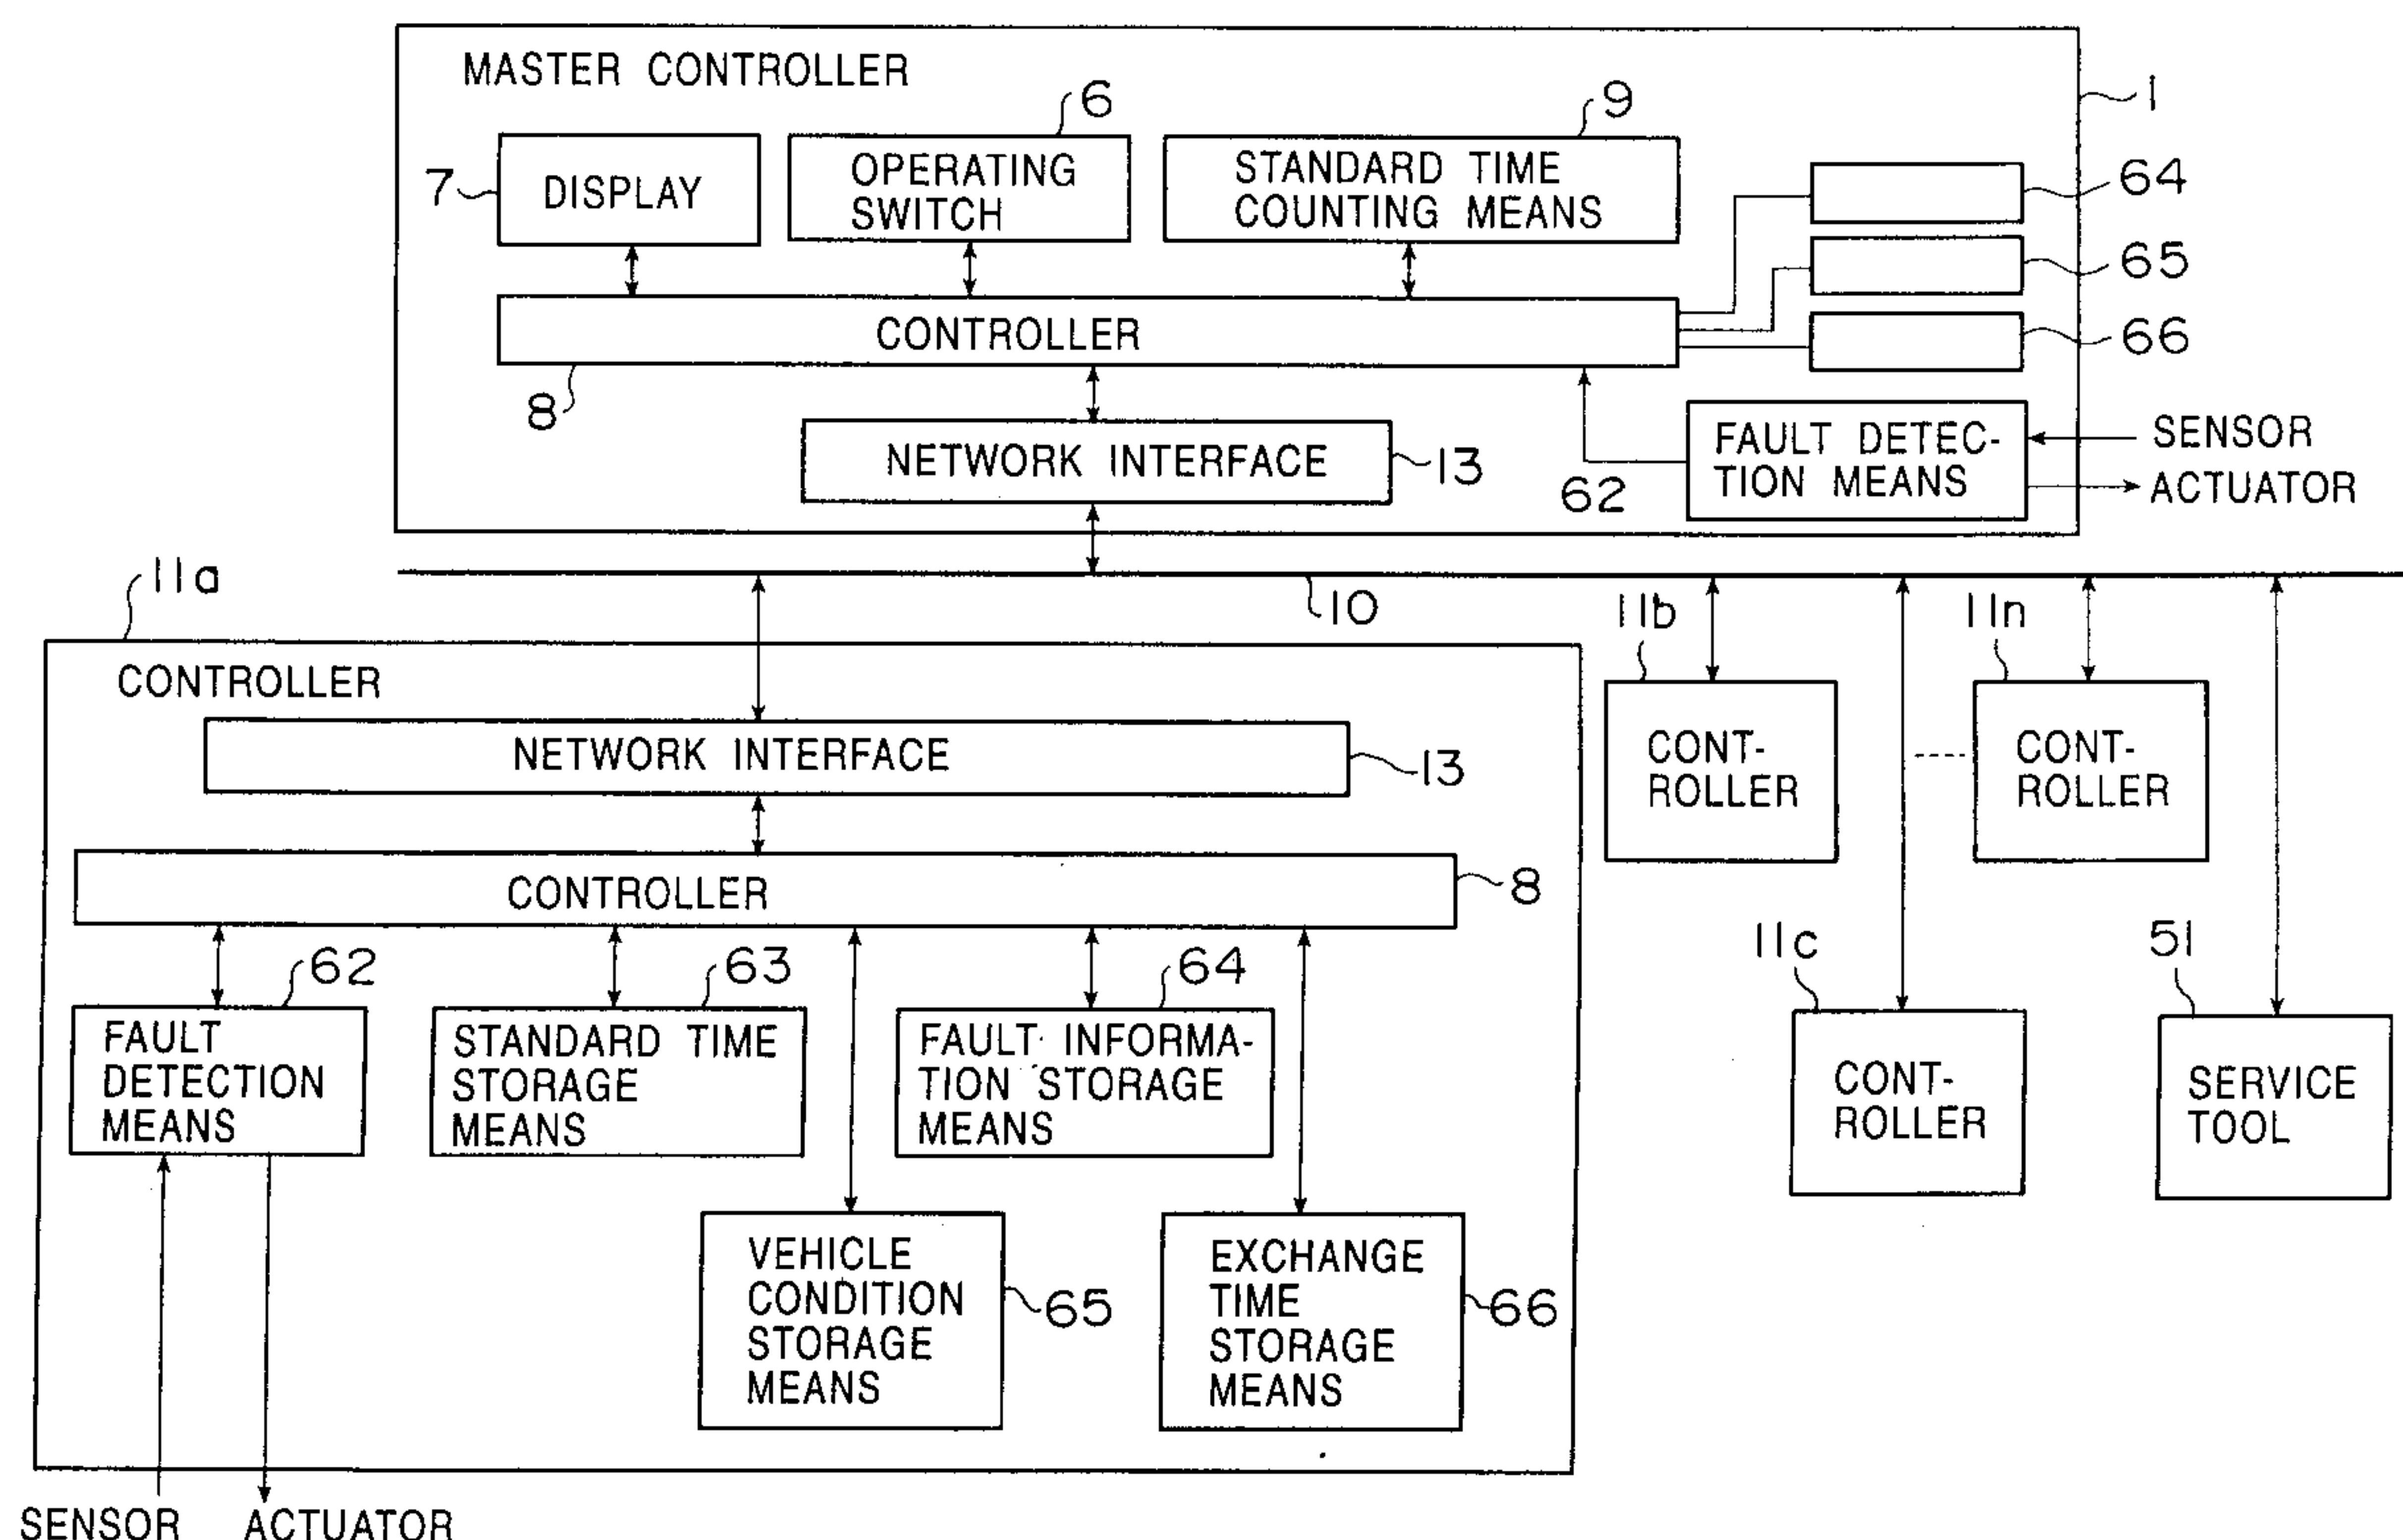 MASTER CONTROLLER
1
6
9
7
DISPLAY
OPERATING
SWITCH
STANDARD TIME
COUNTING MEANS
64
65
66
CONTROLLER
8
NETWORK INTERFACE
13
62
FAULT DETEC-
TION MEANS
SENSOR
ACTUATOR
10
11a
CONTROLLER
NETWORK INTERFACE
13
CONTROLLER
8
62
FAULT
DETECTION
MEANS
63
STANDARD TIME
STORAGE
MEANS
64
FAULT INFORMA-
TION STORAGE
MEANS
VEHICLE
CONDITION
STORAGE
MEANS
65
EXCHANGE
TIME
STORAGE
MEANS
66
SENSOR
ACTUATOR
11b
CONT-
ROLLER
11n
CONT-
ROLLER
11c
CONT-
ROLLER
51
SERVICE
TOOL